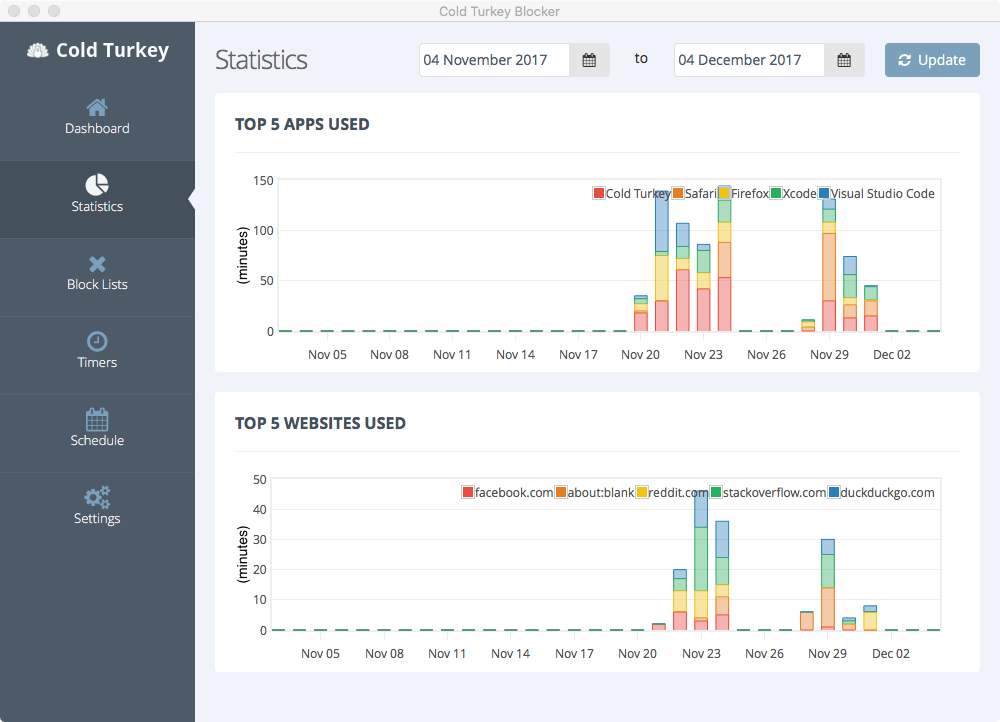 Cold Turkey Blocker
Cold Turkey
Dashboard
Statistics
Block Lists
Timers
Schedule
Settings
Statistics
04 November 2017
to
04 December 2017
Update
TOP 5 APPS USED
Cold Turkey Safari Firefox Xcode Visual Studio Code
(minutes)
150
100
50
0
Nov 05 Nov 08 Nov 11 Nov 14 Nov 17 Nov 20 Nov 23 Nov 26 Nov 29 Dec 02
TOP 5 WEBSITES USED
facebook.com about:blank reddit.com stackoverflow.com duckduckgo.com
(minutes)
50
40
30
20
10
0
Nov 05 Nov 08 Nov 11 Nov 14 Nov 17 Nov 20 Nov 23 Nov 26 Nov 29 Dec 02